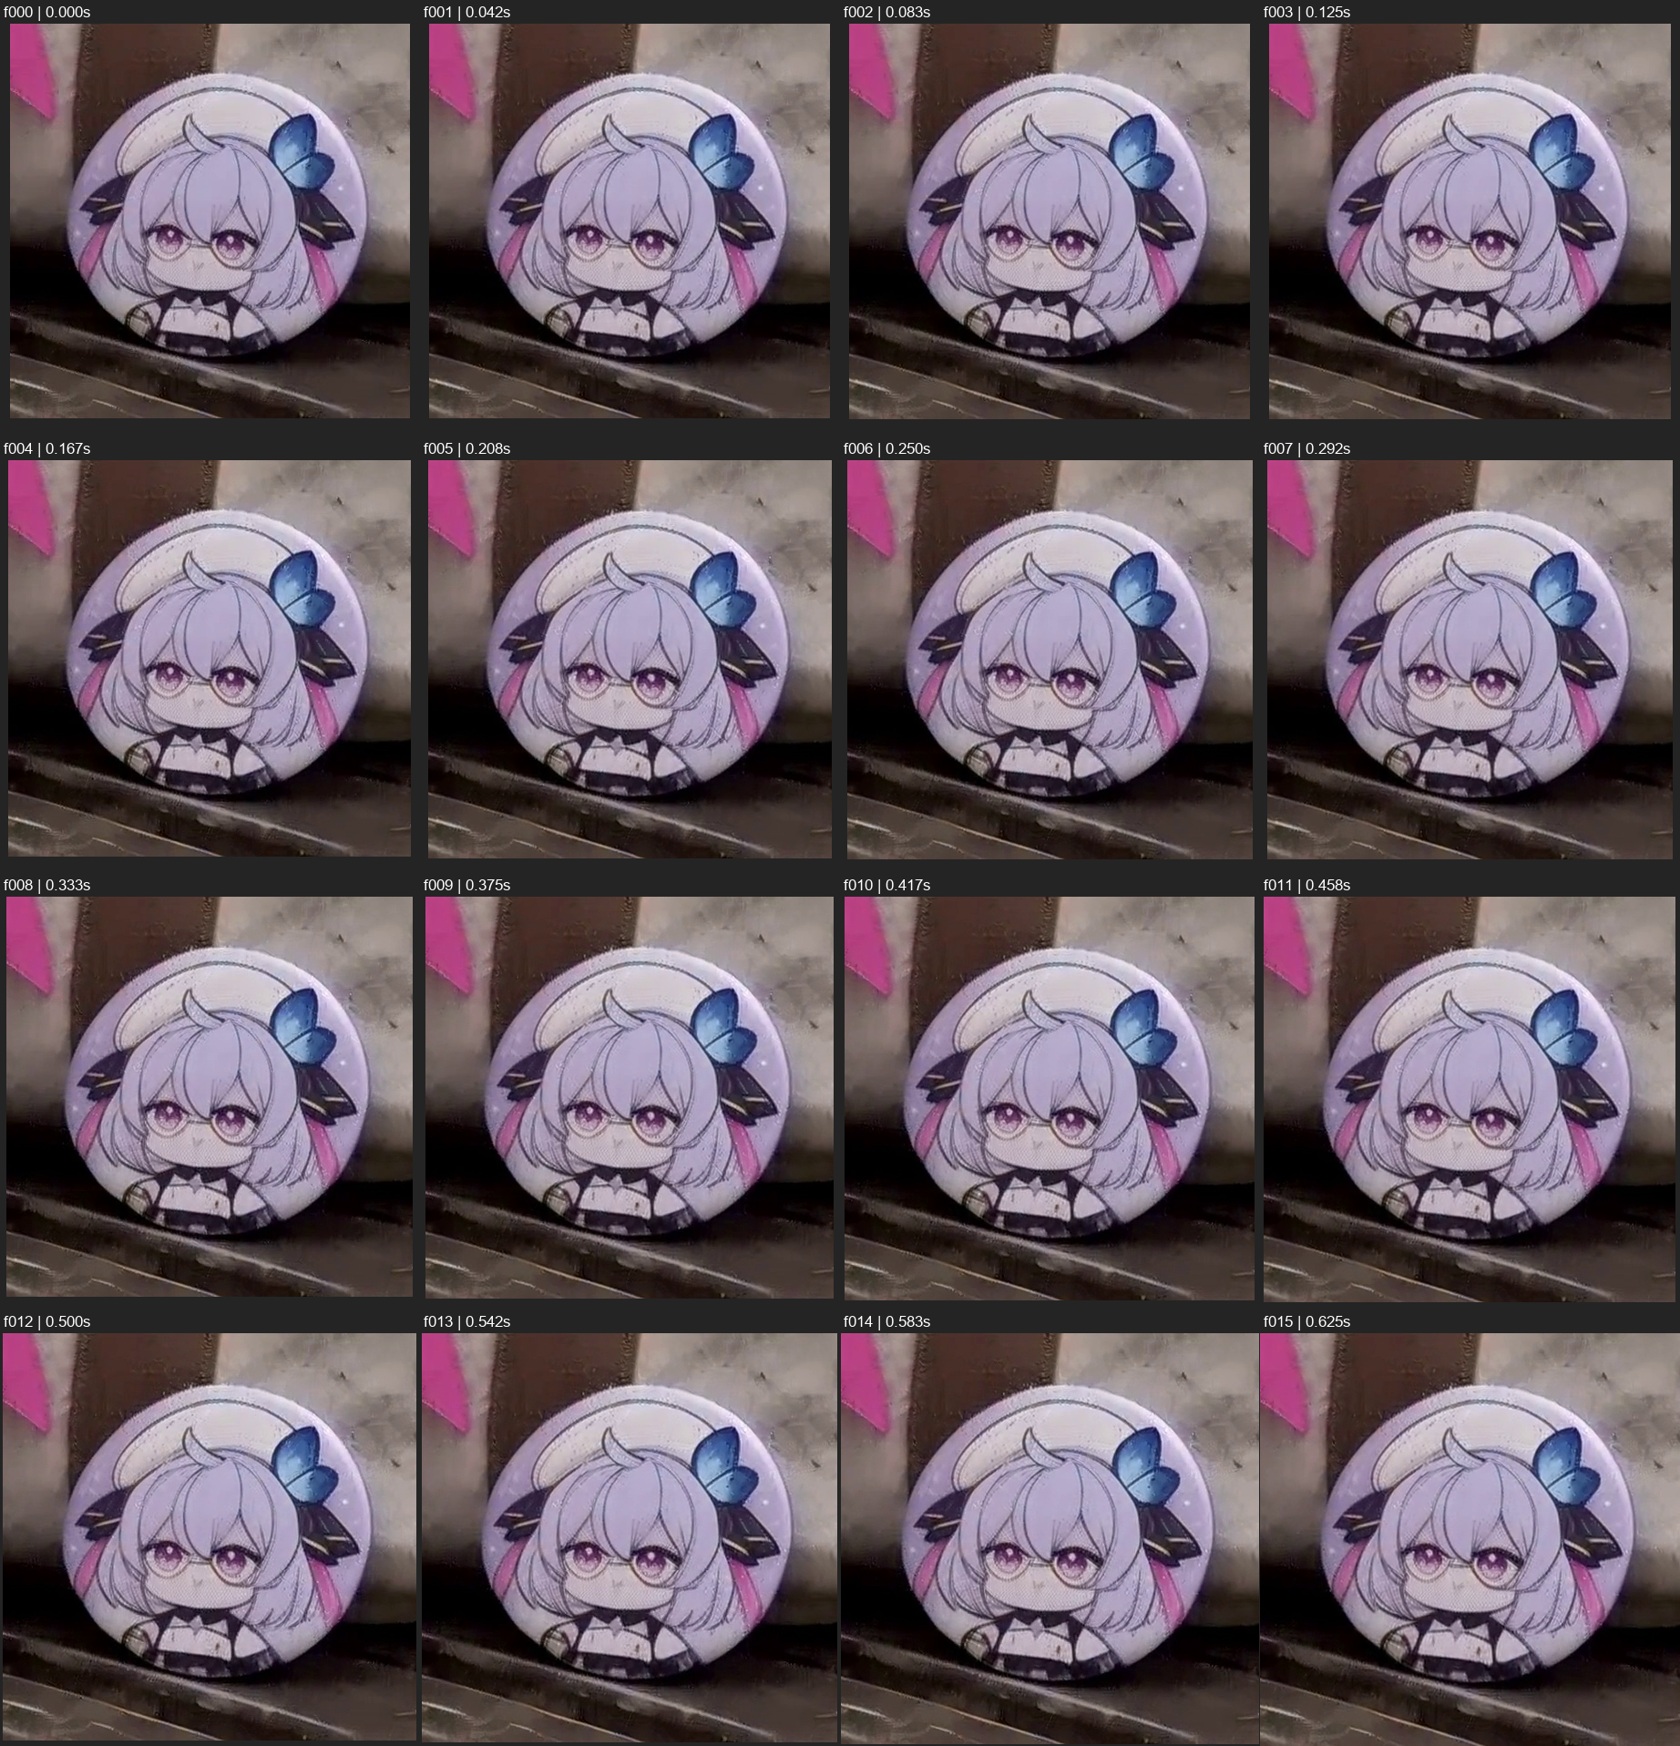 f000 | 0.000s
f001 | 0.042s
f002 | 0.083s
f003 | 0.125s
f004 | 0.167s
f005 | 0.208s
f006 | 0.250s
f007 | 0.292s
f008 | 0.333s
f009 | 0.375s
f010 | 0.417s
f011 | 0.458s
f012 | 0.500s
f013 | 0.542s
f014 | 0.583s
f015 | 0.625s